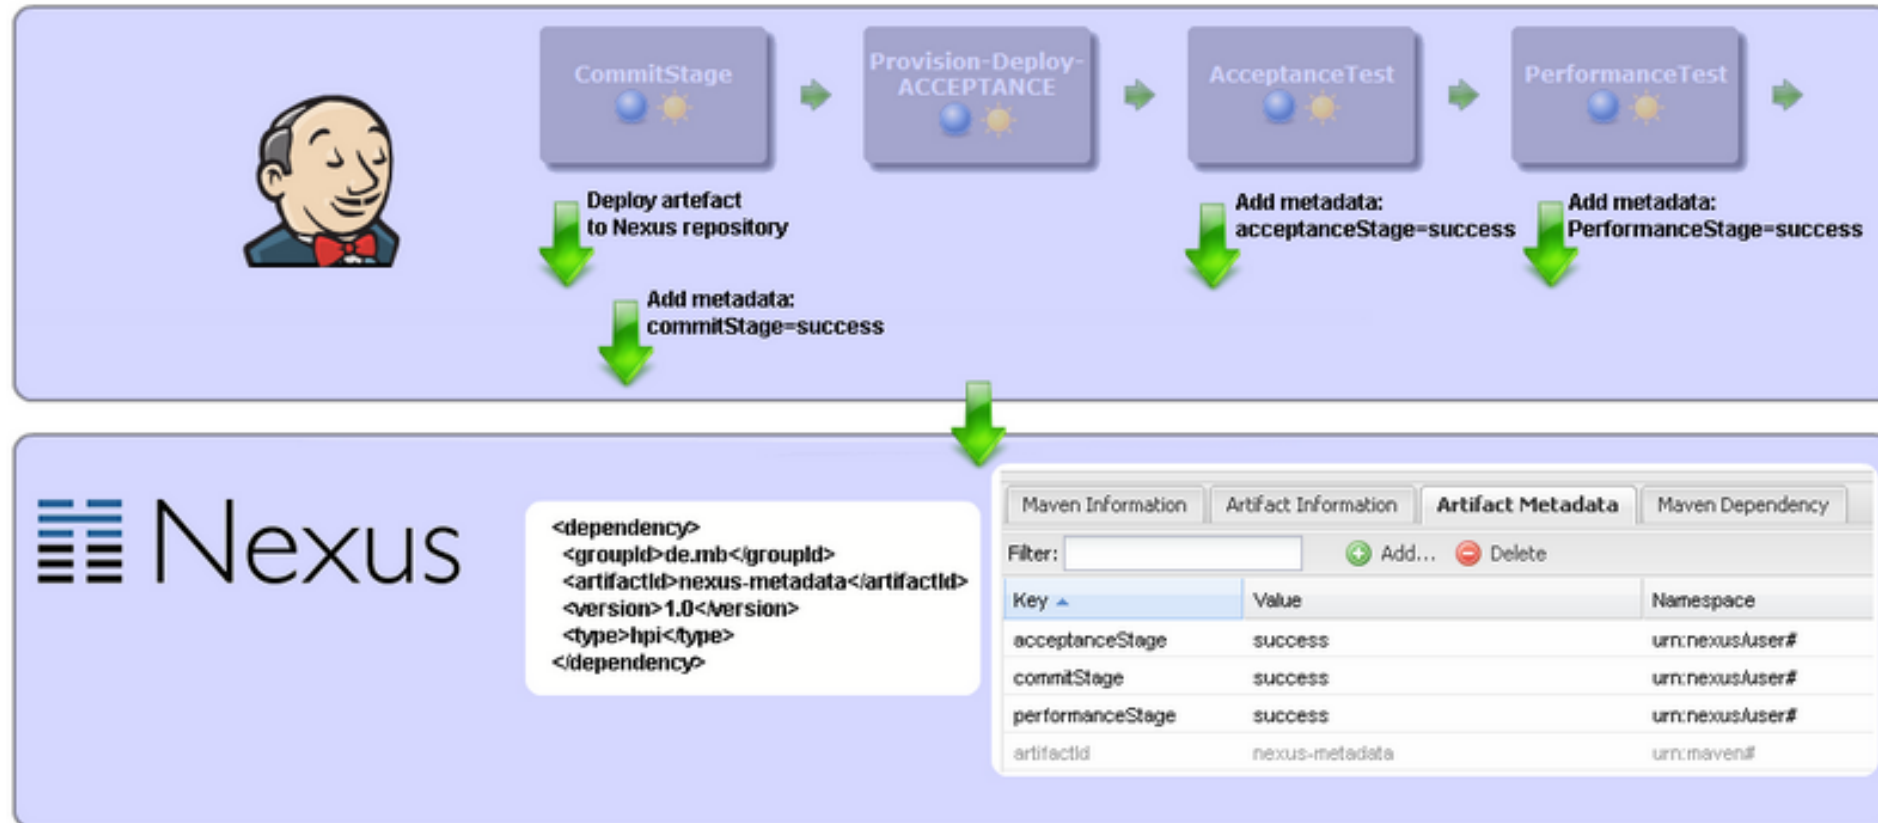 CommitStage
Provision-Deploy-
ACCEPTANCE
AcceptanceTest
PerformanceTest
Deploy artefact
to Nexus repository
Add metadata:
commitStage=success
Add metadata:
acceptanceStage=success
Add metadata:
PerformanceStage=success
Nexus
<dependency>
<groupId>de.mb</groupId>
<artifactId>nexus-metadata</artifactId>
<version>1.0</version>
<type>hpi</type>
</dependency>
Maven Information Artifact Information Artifact Metadata Maven Dependency
Filter: Add... Delete
Key Value Namespace
acceptanceStage success urn:nexus/user#
commitStage success urn:nexus/user#
performanceStage success urn:nexus/user#
artifactId nexus-metadata urn:maven#